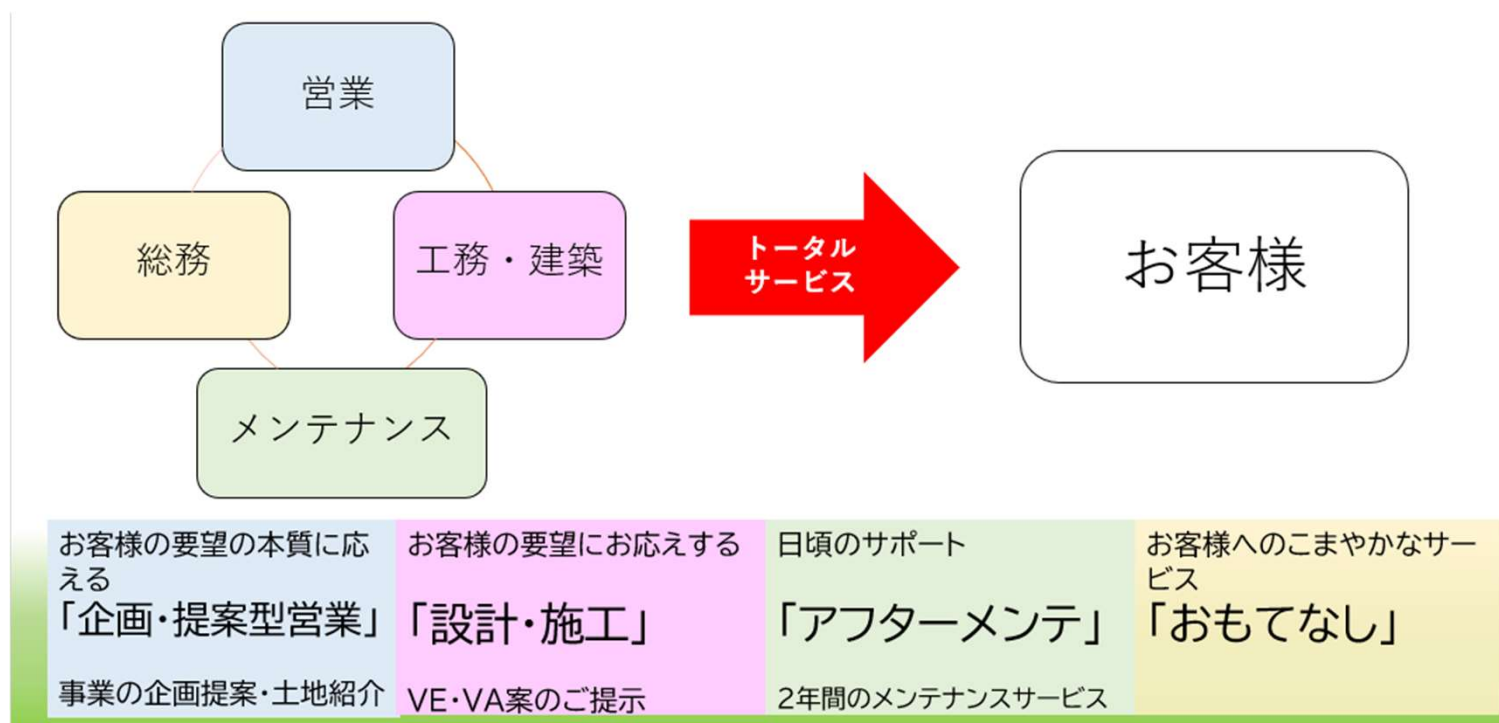 営業
総務
工務・建築
メンテナンス
トータル
サービス
お客様
お客様の要望の本質に応
える
「企画・提案型営業」
事業の企画提案・土地紹介
お客様の要望にお応えする
「設計・施工」
VE・VA案のご提示
日頃のサポート
「アフターメンテ」
2年間のメンテナンスサービス
お客様へのこまやかなサー
ビス
「おもてなし」